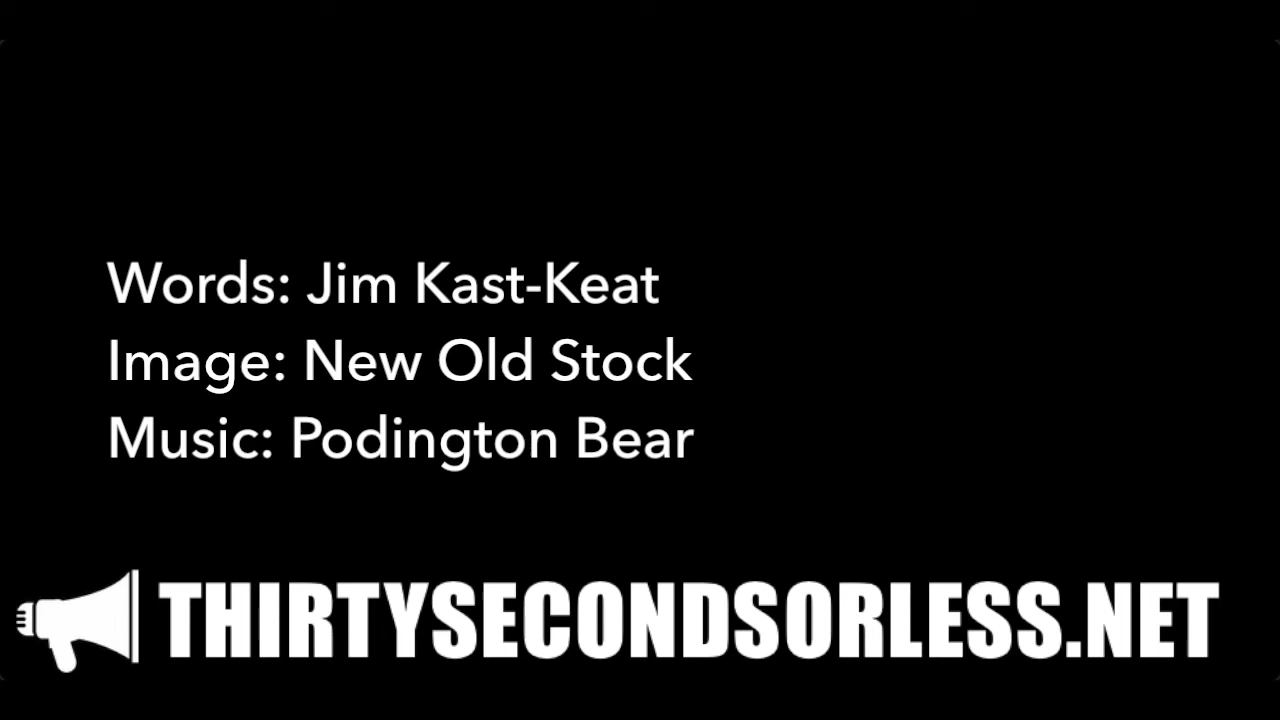 Words: Jim Kast-Keat
Image: New Old Stock
Music: Podington Bear
THIRTYSECONDSORLESS.NET